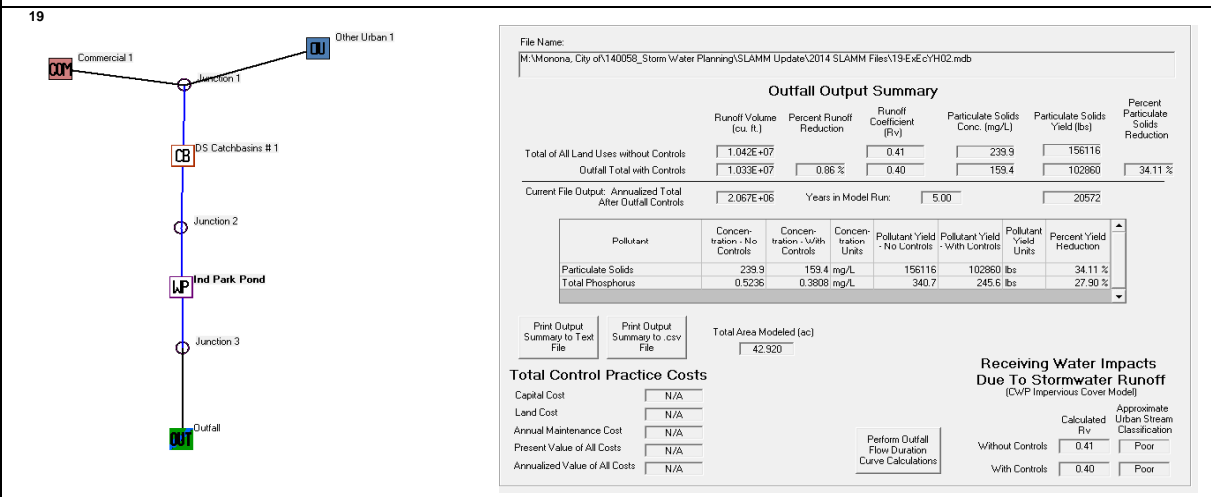 19
Commercial 1
COM
Other Urban 1
OU
Junction 1
CB
DS Catchbasins # 1
Junction 2
WP
Ind Park Pond
Junction 3
OUT
Outfall
File Name:
M:\Monona, City of\140058_Storm Water Planning\SLAMM Update\2014 SLAMM Files\19-ExEcYH02.mdb
Outfall Output Summary
Runoff Volume (cu. ft.)
Percent Runoff Reduction
Runoff Coefficient (Rv)
Particulate Solids Conc. (mg/L)
Particulate Solids Yield (lbs)
Percent Particulate Solids Reduction
Total of All Land Uses without Controls 1.042E+07 0.41 239.9 156116
Outfall Total with Controls 1.033E+07 0.86 % 0.40 159.4 102860 34.11 %
Current File Output: Annualized Total After Outfall Controls 2.067E+06 Years in Model Run: 5.00 20572
Pollutant
Concen-tration - No Controls
Concen-tration - With Controls
Concen-tration Units
Pollutant Yield - No Controls
Pollutant Yield - With Controls
Pollutant Yield Units
Percent Yield Reduction
Particulate Solids 239.9 159.4 mg/L 156116 102860 lbs 34.11 %
Total Phosphorus 0.5236 0.3808 mg/L 340.7 245.6 lbs 27.90 %
Print Output Summary to Text File
Print Output Summary to .csv File
Total Area Modeled (ac)
42.920
Total Control Practice Costs
Capital Cost N/A
Land Cost N/A
Annual Maintenance Cost N/A
Present Value of All Costs N/A
Annualized Value of All Costs N/A
Perform Outfall Flow Duration Curve Calculations
Receiving Water Impacts
Due To Stormwater Runoff
(CWP Impervious Cover Model)
Calculated Rv
Approximate Urban Stream Classification
Without Controls 0.41 Poor
With Controls 0.40 Poor